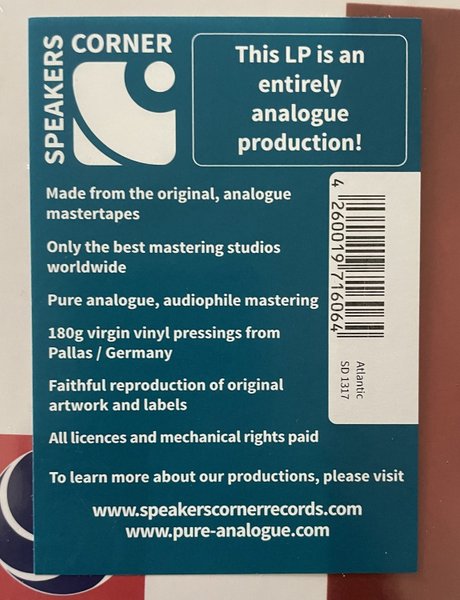 SPEAKERS
CORNER
This LP is an
entirely
analogue
production!
Made from the original, analogue
mastertapes
Only the best mastering studios
worldwide
Pure analogue, audiophile mastering
180g virgin vinyl pressings from
Pallas / Germany
Faithful reproduction of original
artwork and labels
All licences and mechanical rights paid
4 260019 716064
Atlantic
SD 1317
To learn more about our productions, please visit
www.speakerscornerrecords.com
www.pure-analogue.com